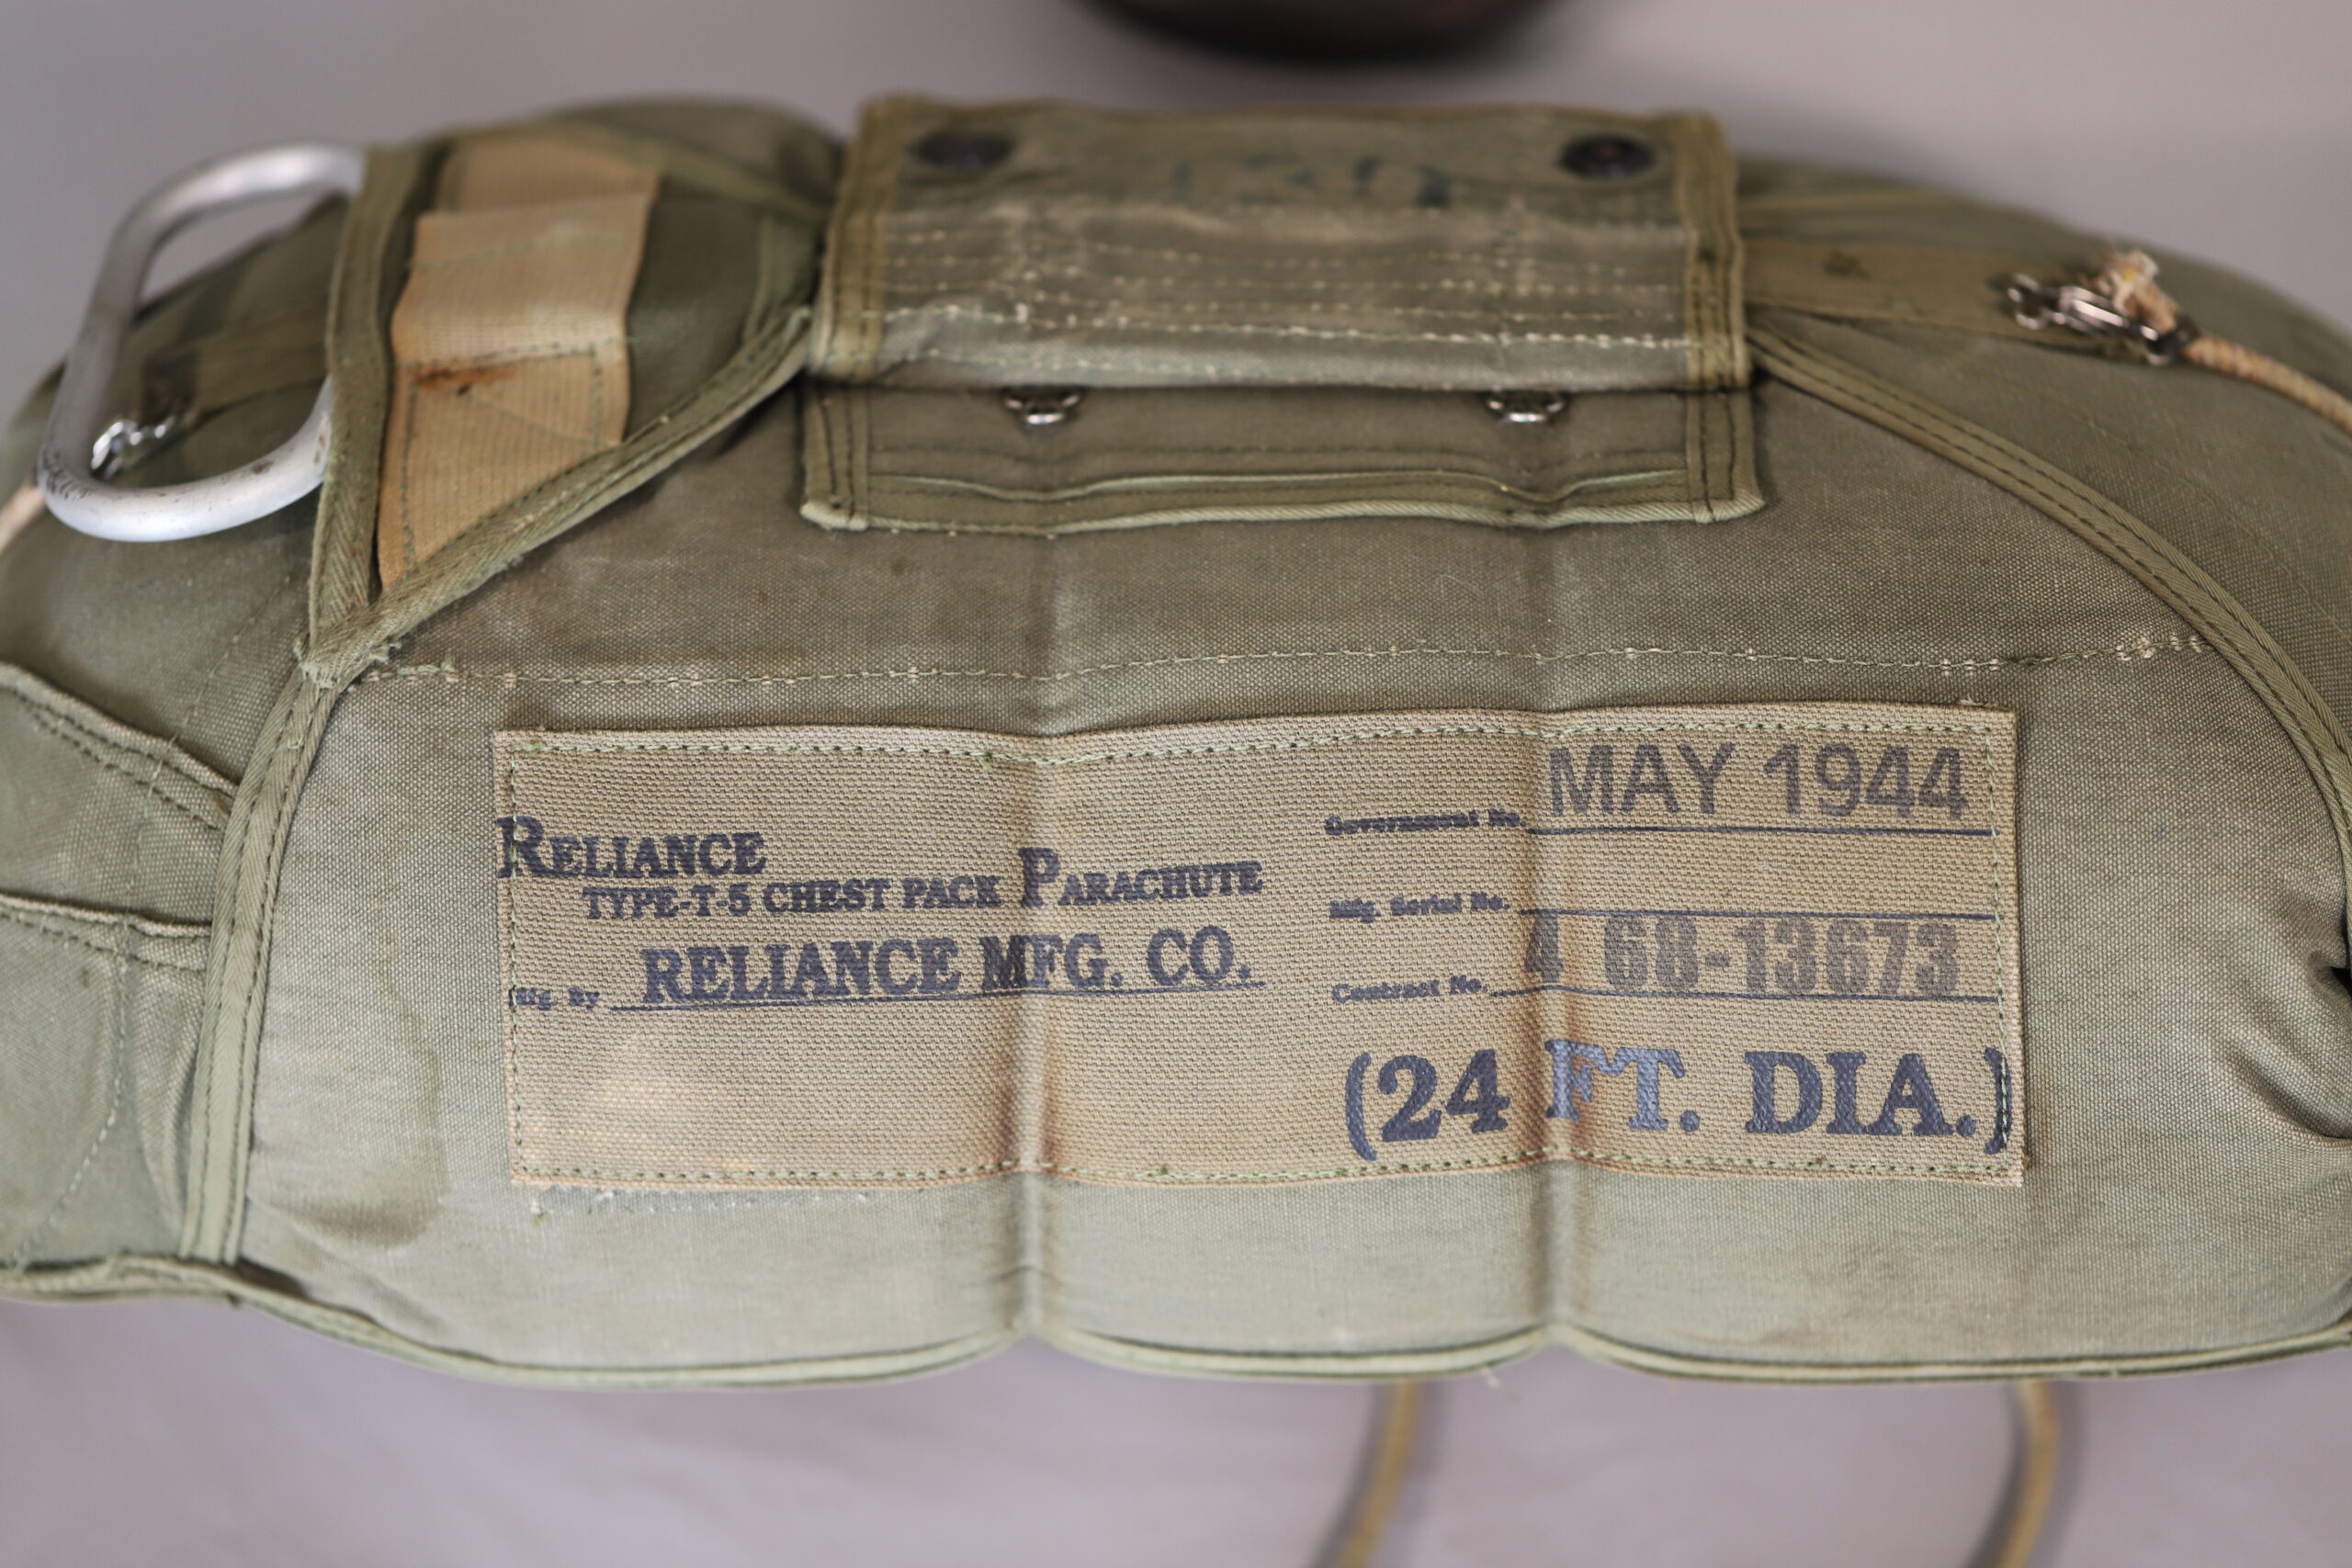 RELIANCE
TYPE-T-5 CHEST PACK PARACHUTE
Mfg. by RELIANCE MFG. CO.
Government No. MAY 1944
Mfg. Serial No.
Contract No. 4 68-13673
(24 FT. DIA.)